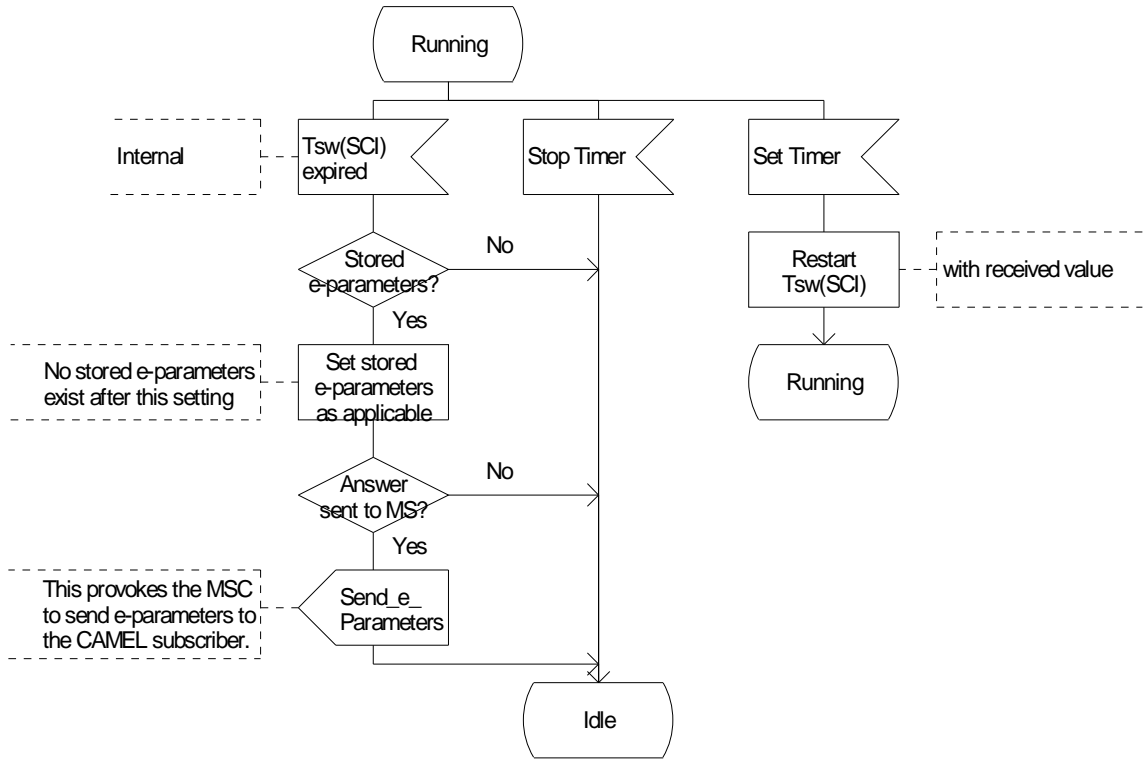 Running
Internal
Tsw(SCI)
expired
Stop Timer
Set Timer
Stored
e-parameters?
No
Yes
Restart
Tsw(SCI)
with received value
No stored e-parameters
exist after this setting
Set stored
e-parameters
as applicable
Running
Answer
sent to MS?
No
Yes
This provokes the MSC
to send e-parameters to
the CAMEL subscriber.
Send_e_
Parameters
Idle